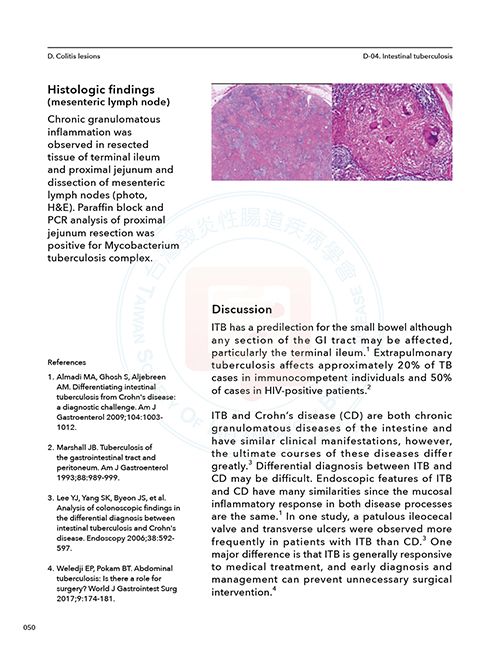 D. Colitis lesions
D-04. Intestinal tuberculosis
Histologic findings
(mesenteric lymph node)
Chronic granulomatous
inflammation was
observed in resected
tissue of terminal ileum
and proximal jejunum and
dissection of mesenteric
lymph nodes (photo,
H&E). Paraffin block and
PCR analysis of proximal
jejunum resection was
positive for Mycobacterium
tuberculosis complex.
References
1. Almadi MA, Ghosh S, Aljebreen
AM. Differentiating intestinal
tuberculosis from Crohn's disease:
a diagnostic challenge. Am J
Gastroenterol 2009;104:1003-
1012.
2. Marshall JB. Tuberculosis of
the gastrointestinal tract and
peritoneum. Am J Gastroenterol
1993;88:989-999.
3. Lee YJ, Yang SK, Byeon JS, et al.
Analysis of colonoscopic findings in
the differential diagnosis between
intestinal tuberculosis and Crohn's
disease. Endoscopy 2006;38:592-
597.
4. Weledji EP, Pokam BT. Abdominal
tuberculosis: Is there a role for
surgery? World J Gastrointest Surg
2017;9:174-181.
Discussion
ITB has a predilection for the small bowel although
any section of the GI tract may be affected,
particularly the terminal ileum.1 Extrapulmonary
tuberculosis affects approximately 20% of TB
cases in immunocompetent individuals and 50%
of cases in HIV-positive patients.2
ITB and Crohn's disease (CD) are both chronic
granulomatous diseases of the intestine and
have similar clinical manifestations, however,
the ultimate courses of these diseases differ
greatly.3 Differential diagnosis between ITB and
CD may be difficult. Endoscopic features of ITB
and CD have many similarities since the mucosal
inflammatory response in both disease processes
are the same.1 In one study, a patulous ileocecal
valve and transverse ulcers were observed more
frequently in patients with ITB than CD.3 One
major difference is that ITB is generally responsive
to medical treatment, and early diagnosis and
management can prevent unnecessary surgical
intervention.4
050
台灣發炎性腸道疾病學會
TAIWAN SOCIETY OF